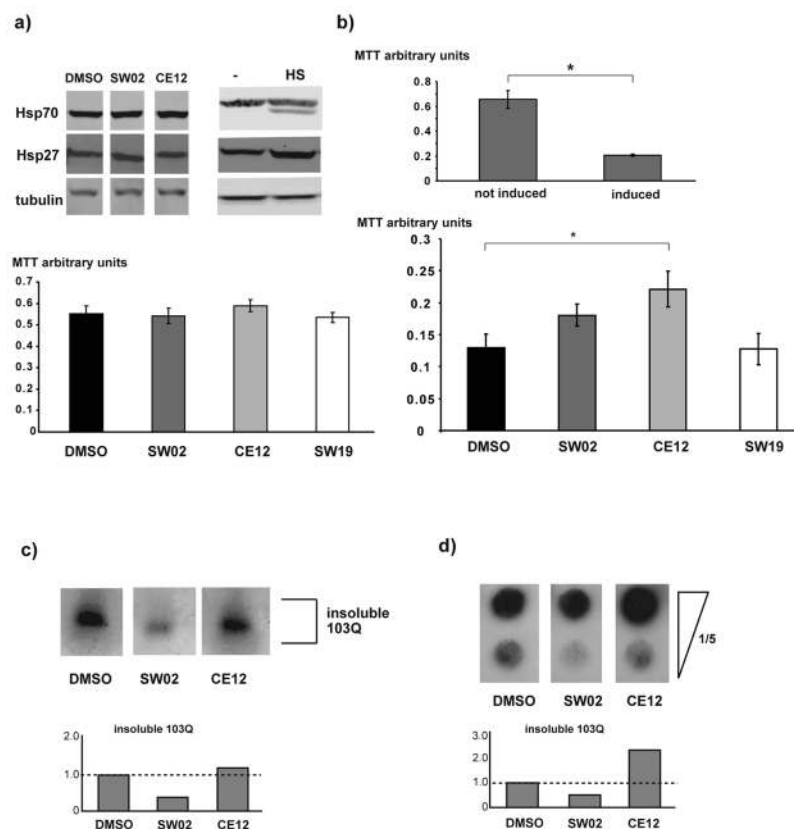 a)
DMSO SW02 CE12
- HS
Hsp70
Hsp27
tubulin
MTT arbitrary units
0.7
0.6
0.5
0.4
0.3
0.2
0.1
0
DMSO SW02 CE12 SW19
b)
MTT arbitrary units
*
0.8
0.6
0.4
0.2
0
not induced induced
MTT arbitrary units
*
0.3
0.25
0.2
0.15
0.1
0.05
0
DMSO SW02 CE12 SW19
c)
insoluble
103Q
DMSO SW02 CE12
insoluble 103Q
2.0
1.0
0
DMSO SW02 CE12
d)
1/5
DMSO SW02 CE12
insoluble 103Q
3.0
2.0
1.0
0
DMSO SW02 CE12